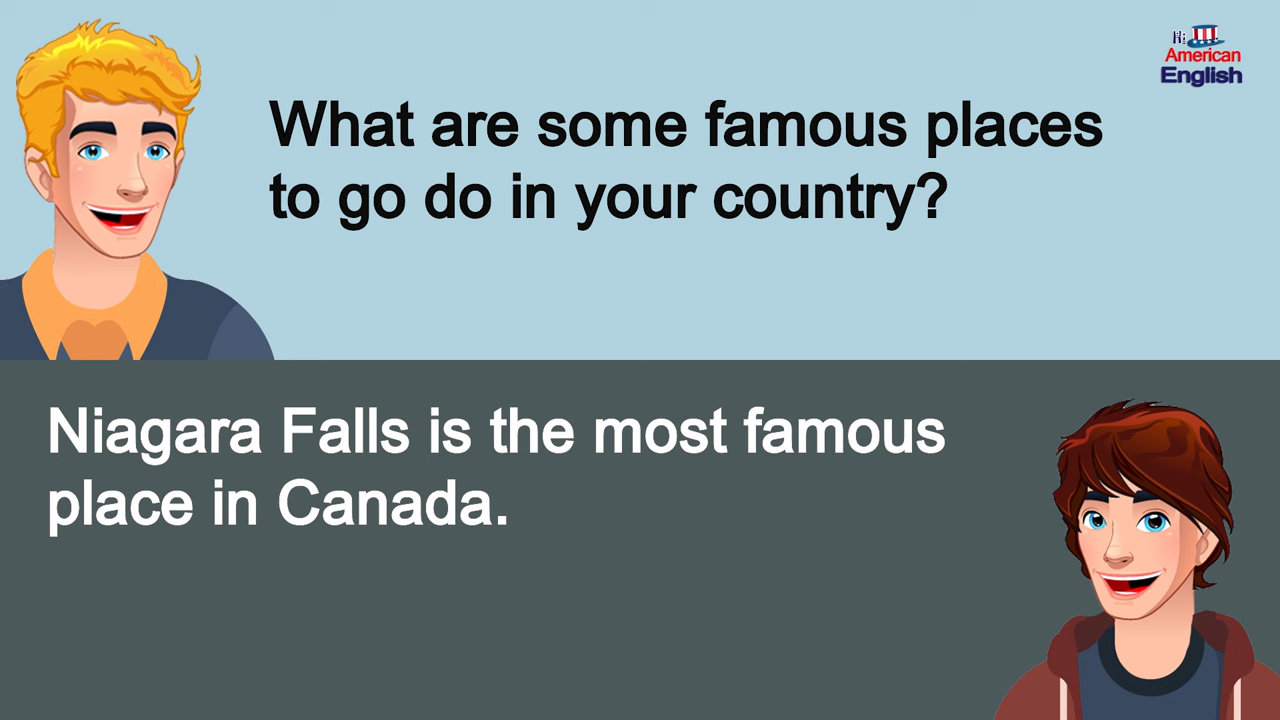 Hi
American
English
What are some famous places
to go do in your country?
Niagara Falls is the most famous
place in Canada.